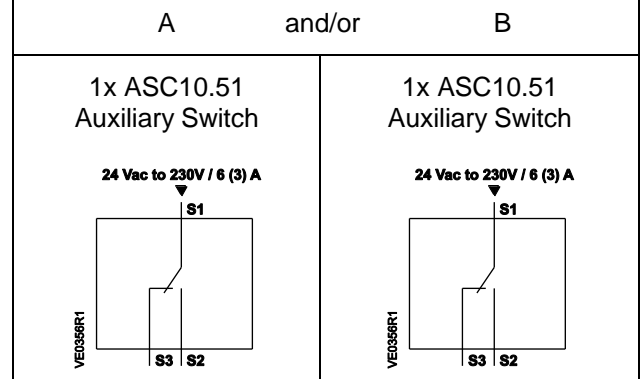 A and/or B
1x ASC10.51
Auxiliary Switch
24 Vac to 230V / 6 (3) A
S1
VE0356R1
S3 S2
1x ASC10.51
Auxiliary Switch
24 Vac to 230V / 6 (3) A
S1
VE0356R1
S3 S2